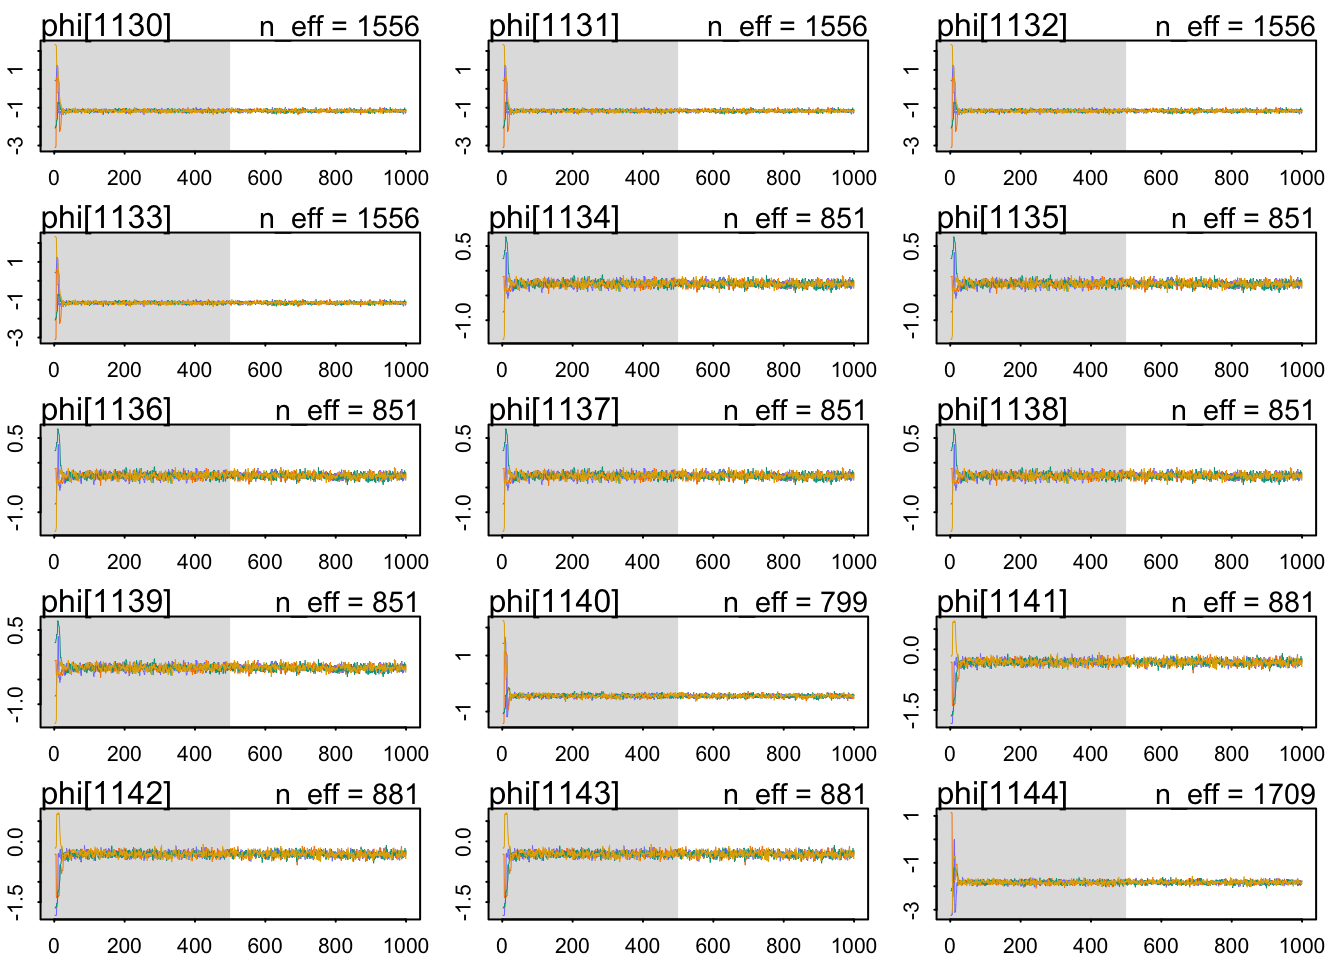 phi[1130] n_eff = 1556 phi[1131] n_eff = 1556 phi[1132] n_eff = 1556
1 1 1
-1 -1 -1
-3 -3 -3
0 200 400 600 800 1000 0 200 400 600 800 1000 0 200 400 600 800 1000
phi[1133] n_eff = 1556 phi[1134] n_eff = 851 phi[1135] n_eff = 851
1 0.5 0.5
-1
-3 -1.0 -1.0
0 200 400 600 800 1000 0 200 400 600 800 1000 0 200 400 600 800 1000
phi[1136] n_eff = 851 phi[1137] n_eff = 851 phi[1138] n_eff = 851
0.5 0.5 0.5
-1.0 -1.0 -1.0
0 200 400 600 800 1000 0 200 400 600 800 1000 0 200 400 600 800 1000
phi[1139] n_eff = 851 phi[1140] n_eff = 799 phi[1141] n_eff = 881
0.5 1 0.0
-1.0 -1 -1.5
0 200 400 600 800 1000 0 200 400 600 800 1000 0 200 400 600 800 1000
phi[1142] n_eff = 881 phi[1143] n_eff = 881 phi[1144] n_eff = 1709
0.0 0.0 1
-1
-1.5 -1.5 -3
0 200 400 600 800 1000 0 200 400 600 800 1000 0 200 400 600 800 1000